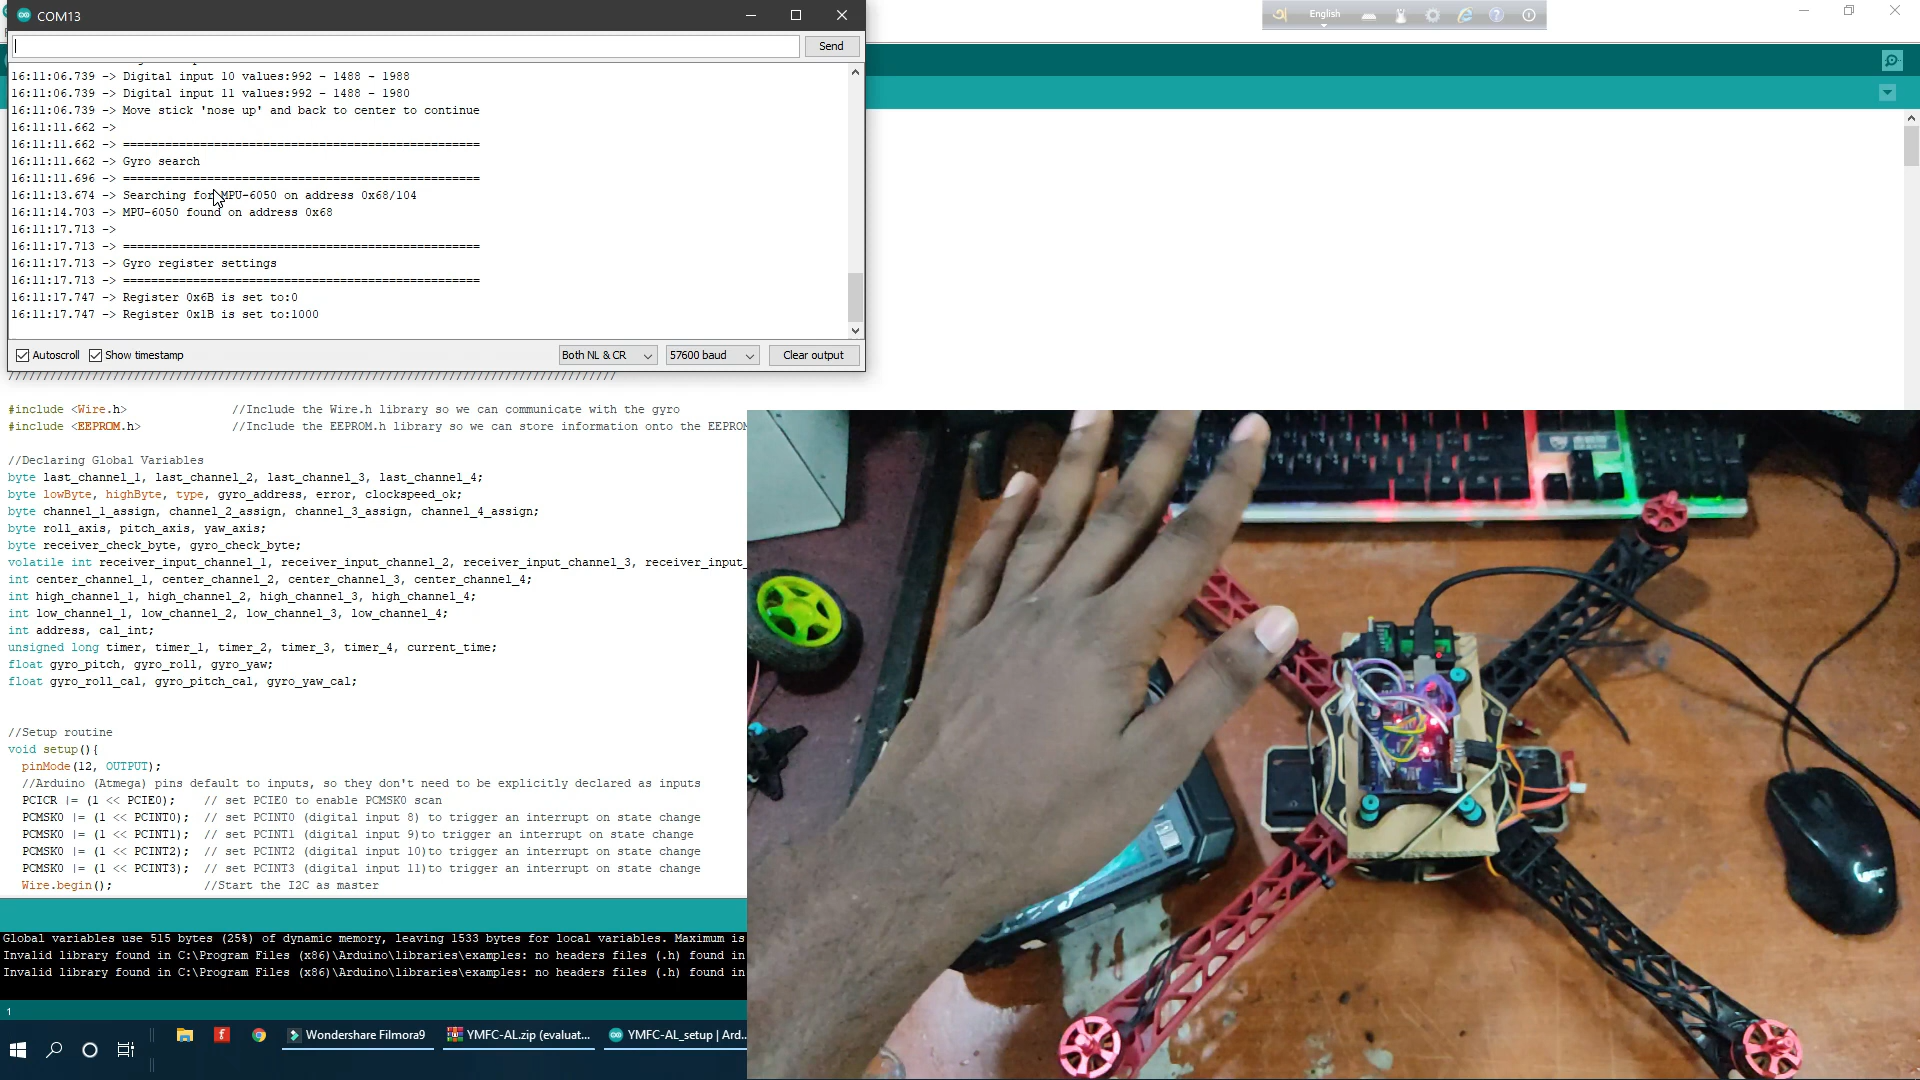 COM13
English
Send
16:11:06.739 -> Digital input 10 values:992 - 1488 - 1988
16:11:06.739 -> Digital input 11 values:992 - 1488 - 1980
16:11:06.739 -> Move stick 'nose up' and back to center to continue
16:11:11.662 ->
16:11:11.662 -> ===================================================
16:11:11.662 -> Gyro search
16:11:11.696 -> ===================================================
16:11:13.674 -> Searching for MPU-6050 on address 0x68/104
16:11:14.703 -> MPU-6050 found on address 0x68
16:11:17.713 ->
16:11:17.713 -> ===================================================
16:11:17.713 -> Gyro register settings
16:11:17.713 -> ===================================================
16:11:17.747 -> Register 0x6B is set to:0
16:11:17.747 -> Register 0x1B is set to:1000
Autoscroll Show timestamp Both NL & CR 57600 baud Clear output
#include <Wire.h> //Include the Wire.h library so we can communicate with the gyro
#include <EEPROM.h> //Include the EEPROM.h library so we can store information onto the EEPROM
//Declaring Global Variables
byte last_channel_1, last_channel_2, last_channel_3, last_channel_4;
byte lowByte, highByte, type, gyro_address, error, clockspeed_ok;
byte channel_1_assign, channel_2_assign, channel_3_assign, channel_4_assign;
byte roll_axis, pitch_axis, yaw_axis;
byte receiver_check_byte, gyro_check_byte;
volatile int receiver_input_channel_1, receiver_input_channel_2, receiver_input_channel_3, receiver_input_
int center_channel_1, center_channel_2, center_channel_3, center_channel_4;
int high_channel_1, high_channel_2, high_channel_3, high_channel_4;
int low_channel_1, low_channel_2, low_channel_3, low_channel_4;
int address, cal_int;
unsigned long timer, timer_1, timer_2, timer_3, timer_4, current_time;
float gyro_pitch, gyro_roll, gyro_yaw;
float gyro_roll_cal, gyro_pitch_cal, gyro_yaw_cal;
//Setup routine
void setup(){
pinMode(12, OUTPUT);
//Arduino (Atmega) pins default to inputs, so they don't need to be explicitly declared as inputs
PCICR |= (1 << PCIE0); // set PCIE0 to enable PCMSK0 scan
PCMSK0 |= (1 << PCINT0); // set PCINT0 (digital input 8) to trigger an interrupt on state change
PCMSK0 |= (1 << PCINT1); // set PCINT1 (digital input 9)to trigger an interrupt on state change
PCMSK0 |= (1 << PCINT2); // set PCINT2 (digital input 10)to trigger an interrupt on state change
PCMSK0 |= (1 << PCINT3); // set PCINT3 (digital input 11)to trigger an interrupt on state change
Wire.begin(); //Start the I2C as master
Global variables use 515 bytes (25%) of dynamic memory, leaving 1533 bytes for local variables. Maximum is
Invalid library found in C:\Program Files (x86)\Arduino\libraries\examples: no headers files (.h) found in
Invalid library found in C:\Program Files (x86)\Arduino\libraries\examples: no headers files (.h) found in
1
Wondershare Filmora9 YMFC-AL.zip (evaluat... YMFC-AL_setup | Ard...